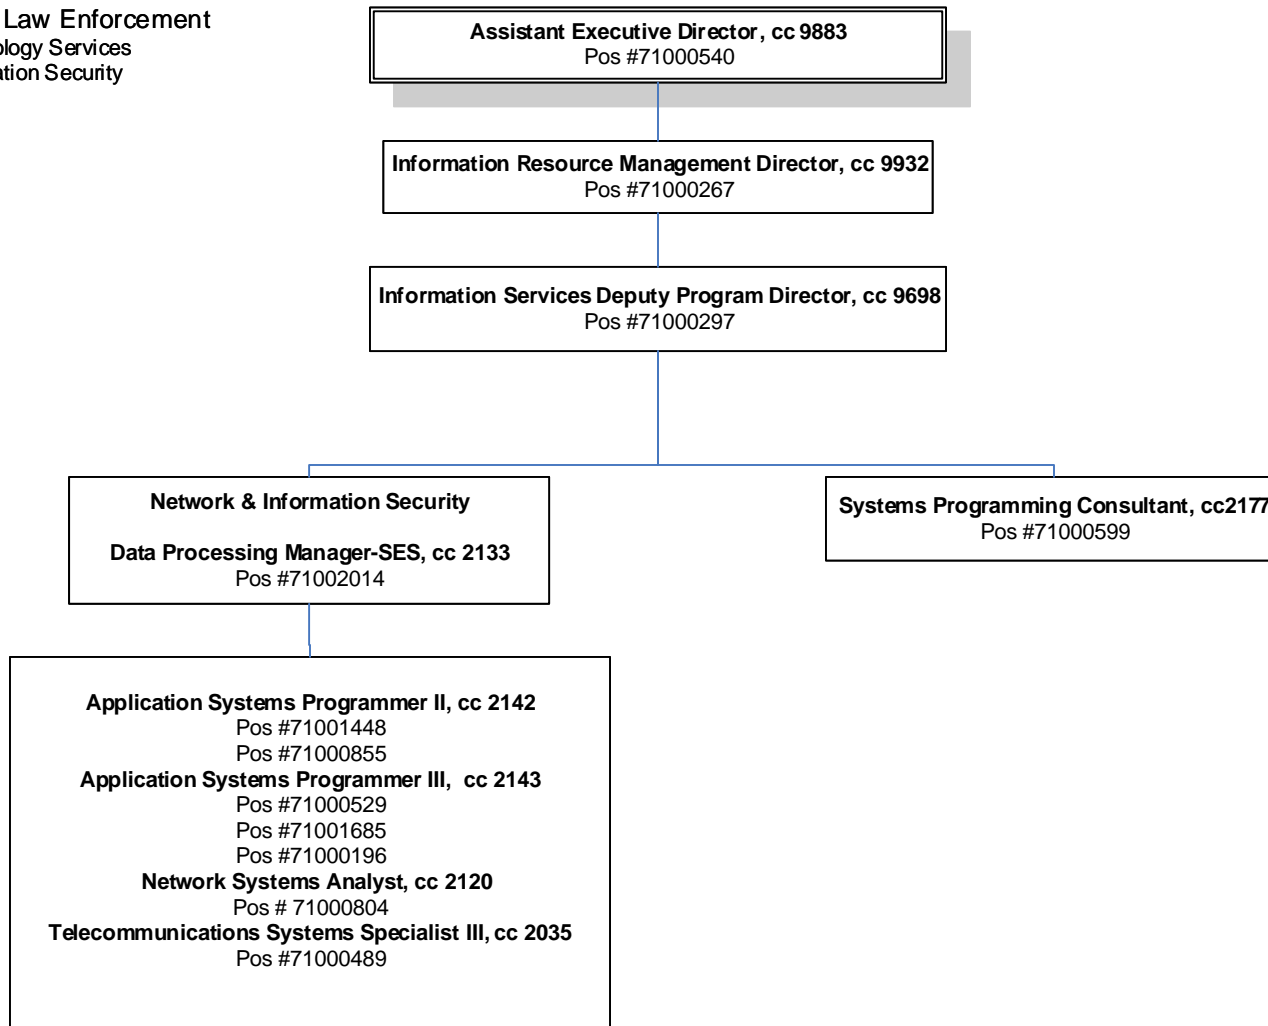 Law Enforcement
ology Services
ation Security
Assistant Executive Director, cc 9883
Pos #71000540
Information Resource Management Director, cc 9932
Pos #71000267
Information Services Deputy Program Director, cc 9698
Pos #71000297
Network & Information Security
Data Processing Manager-SES, cc 2133
Pos #71002014
Systems Programming Consultant, cc2177
Pos #71000599
Application Systems Programmer II, cc 2142
Pos #71001448
Pos #71000855
Application Systems Programmer III, cc 2143
Pos #71000529
Pos #71001685
Pos #71000196
Network Systems Analyst, cc 2120
Pos # 71000804
Telecommunications Systems Specialist III, cc 2035
Pos #71000489